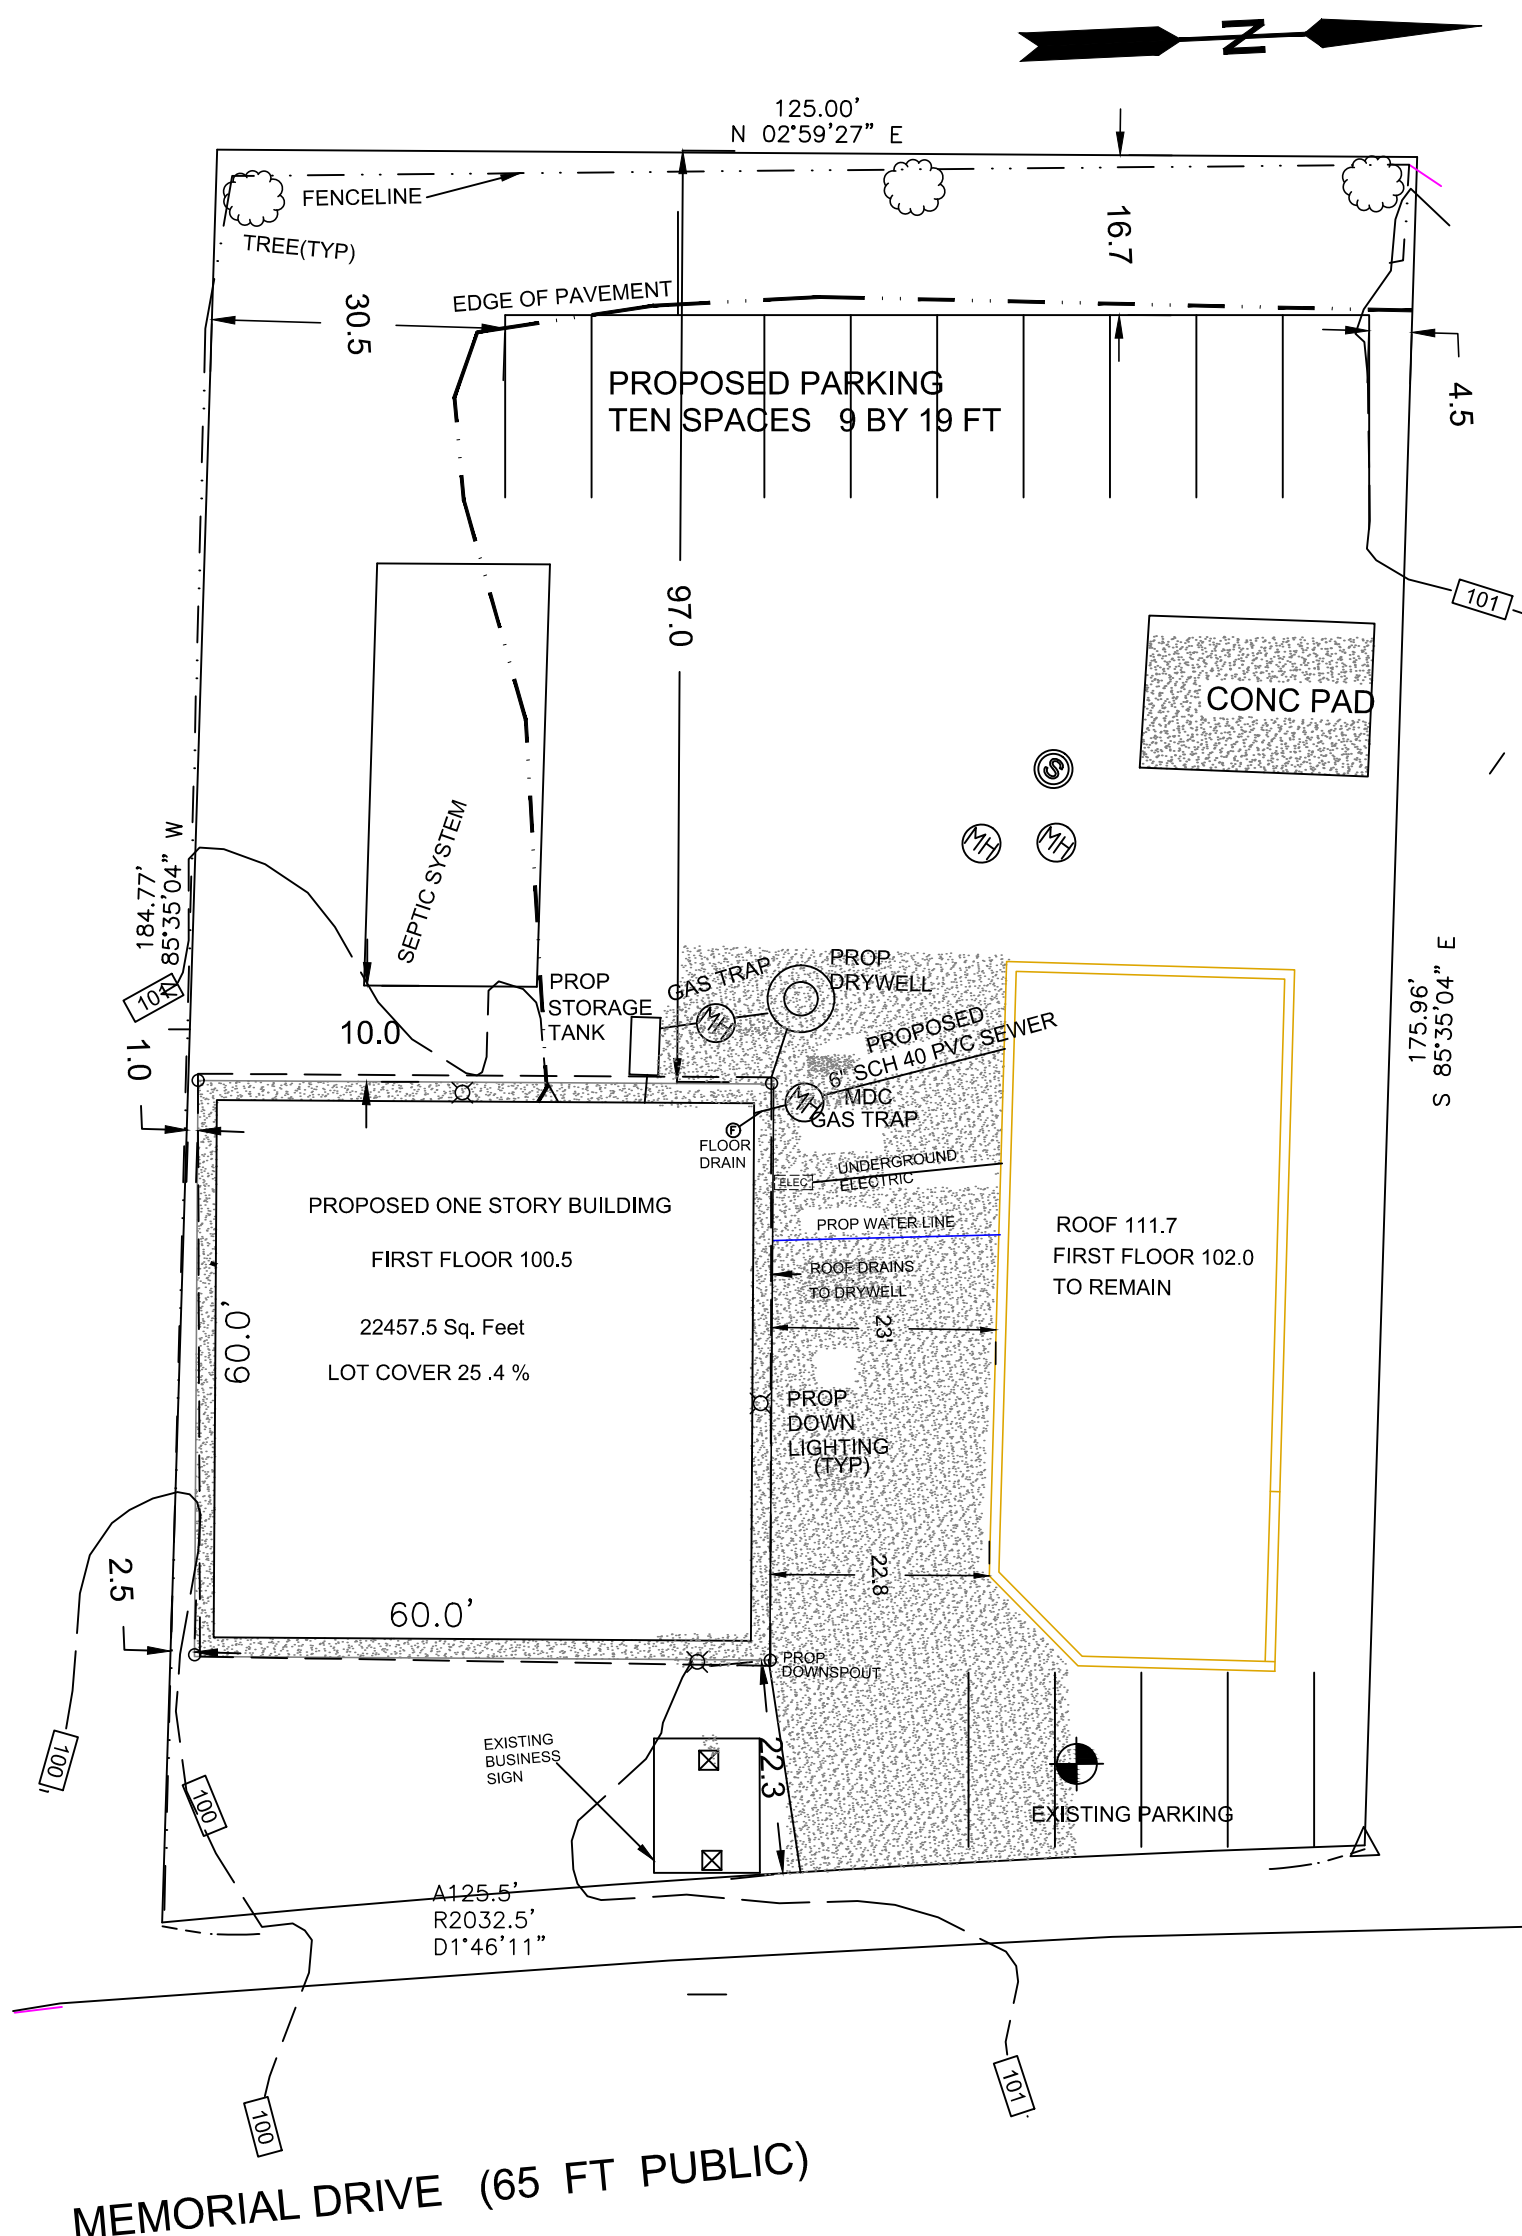 N
125.00'
N 02°59'27" E
FENCELINE
TREE(TYP)
16.7
EDGE OF PAVEMENT
30.5
4.5
PROPOSED PARKING
TEN SPACES 9 BY 19 FT
97.0
101
CONC PAD
S
MH
MH
SEPTIC SYSTEM
184.77'
N 85°35'04" W
101
175.96'
S 85°35'04" E
1.0
10.0
PROP
STORAGE
TANK
GAS TRAP
MH
PROP
DRYWELL
PROPOSED
6" SCH 40 PVC SEWER
MH
MDC
GAS TRAP
F
FLOOR
DRAIN
ELEC
UNDERGROUND
ELECTRIC
PROP WATER LINE
ROOF DRAINS
TO DRYWELL
23'
PROPOSED ONE STORY BUILDIMG
FIRST FLOOR 100.5
22457.5 Sq. Feet
LOT COVER 25 .4 %
60.0'
60.0'
ROOF 111.7
FIRST FLOOR 102.0
TO REMAIN
PROP
DOWN
LIGHTING
(TYP)
22.8
2.5
PROP
DOWNSPOUT
EXISTING
BUSINESS
SIGN
22.3
EXISTING PARKING
100
100
A125.5'
R2032.5'
D1°46'11"
100
101
MEMORIAL DRIVE (65 FT PUBLIC)